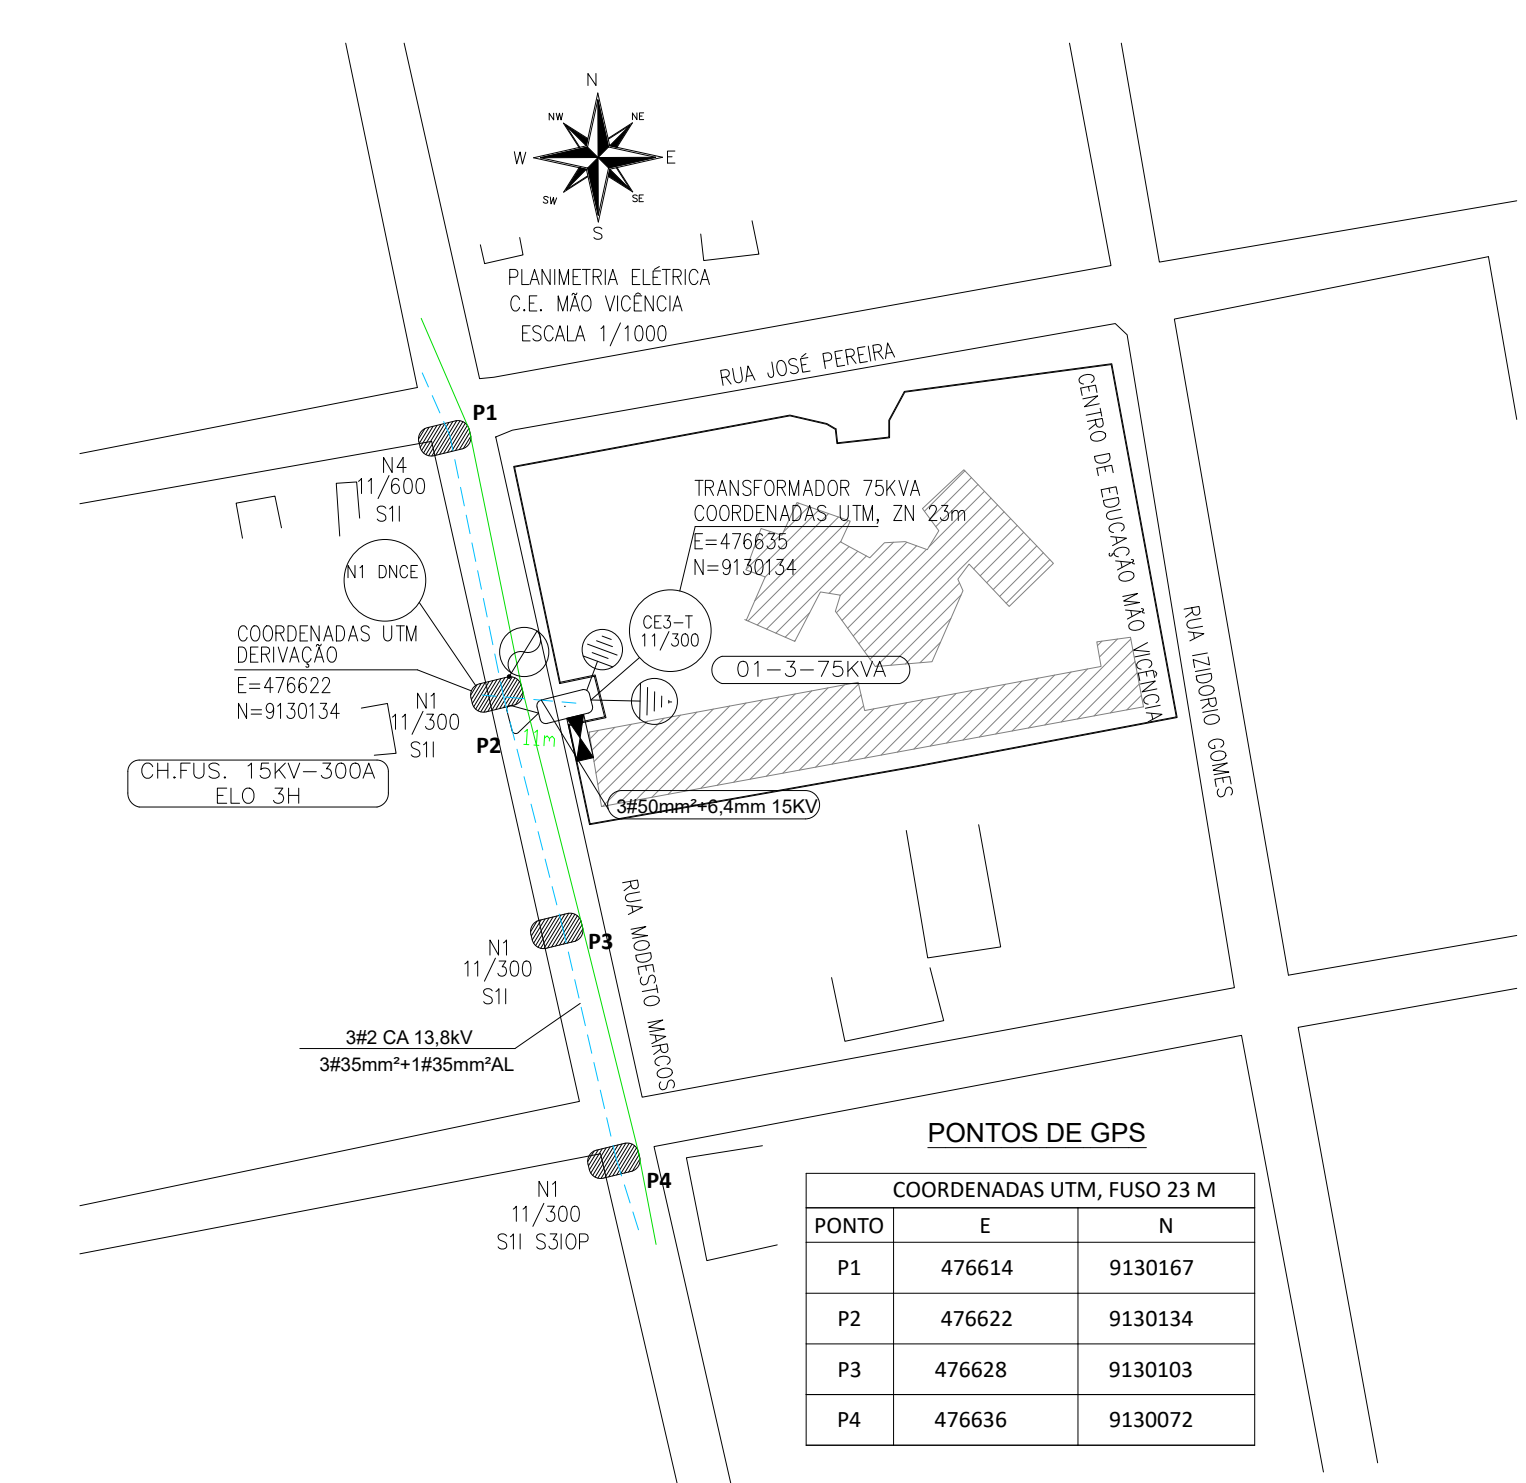 N
NW
NE
W
E
SW
SE
S
PLANIMETRIA ELÉTRICA
C.E. MÃO VICÊNCIA
ESCALA 1/1000
RUA JOSÉ PEREIRA
CENTRO DE EDUCAÇÃO MÃO VICÊNCIA
RUA IZIDORIO GOMES
P1
N4
11/600
S1I
TRANSFORMADOR 75KVA
COORDENADAS UTM, ZN 23m
E=476635
N=9130134
N1 DNCE
CE3-T
11/300
COORDENADAS UTM
DERIVAÇÃO
E=476622
N=9130134
N1
11/300
S1I
P2
11m
01-3-75KVA
CH.FUS. 15KV-300A
ELO 3H
3#50mm²+6,4mm 15KV
RUA MODESTO MARCOS
P3
N1
11/300
S1I
3#2 CA 13,8kV
3#35mm²+1#35mm²AL
P4
N1
11/300
S1I S3I0P
PONTOS DE GPS
COORDENADAS UTM, FUSO 23 M
PONTO E N
P1 476614 9130167
P2 476622 9130134
P3 476628 9130103
P4 476636 9130072